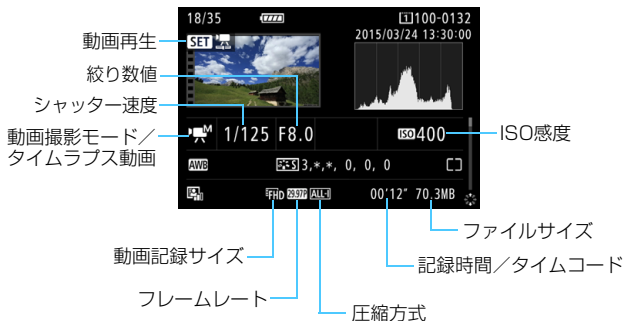 18/35 1 100-0132
2015/03/24 13:30:00
動画再生
SET
絞り数値
シャッター速度
動画撮影モード／
タイムラプス動画
M 1/125 F8.0 ISO 400
ISO感度
AWB S 3,*,*, 0, 0, 0
FHD 29.97P ALL-I 00'12" 70.3MB
ファイルサイズ
動画記録サイズ
記録時間／タイムコード
フレームレート
圧縮方式